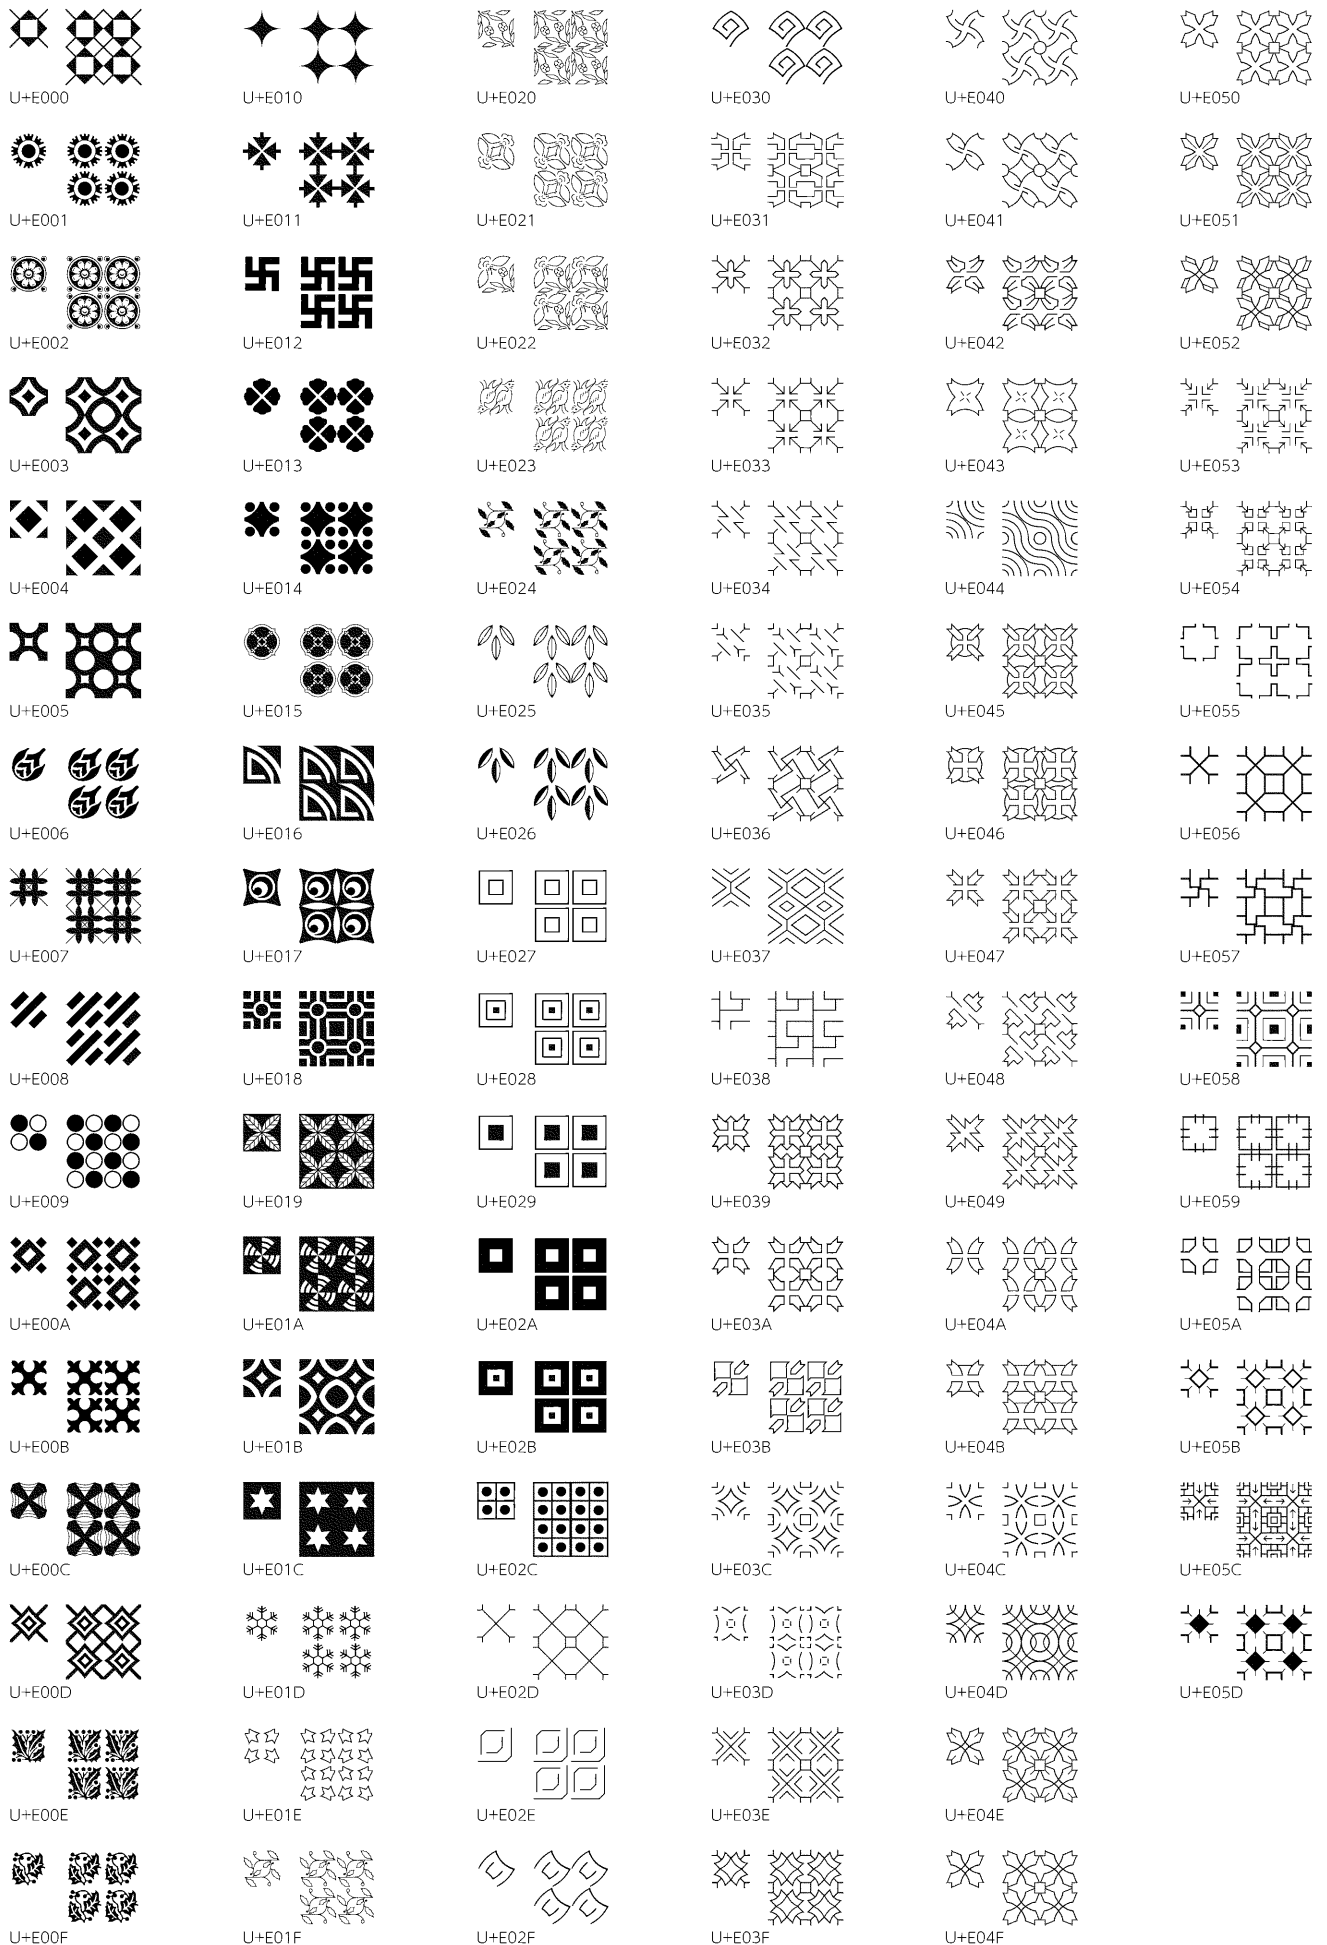 U+E000 U+E010 U+E020 U+E030 U+E040 U+E050
U+E001 U+E011 U+E021 U+E031 U+E041 U+E051
U+E002 U+E012 U+E022 U+E032 U+E042 U+E052
U+E003 U+E013 U+E023 U+E033 U+E043 U+E053
U+E004 U+E014 U+E024 U+E034 U+E044 U+E054
U+E005 U+E015 U+E025 U+E035 U+E045 U+E055
U+E006 U+E016 U+E026 U+E036 U+E046 U+E056
U+E007 U+E017 U+E027 U+E037 U+E047 U+E057
U+E008 U+E018 U+E028 U+E038 U+E048 U+E058
U+E009 U+E019 U+E029 U+E039 U+E049 U+E059
U+E00A U+E01A U+E02A U+E03A U+E04A U+E05A
U+E00B U+E01B U+E02B U+E03B U+E04B U+E05B
U+E00C U+E01C U+E02C U+E03C U+E04C U+E05C
U+E00D U+E01D U+E02D U+E03D U+E04D U+E05D
U+E00E U+E01E U+E02E U+E03E U+E04E
U+E00F U+E01F U+E02F U+E03F U+E04F